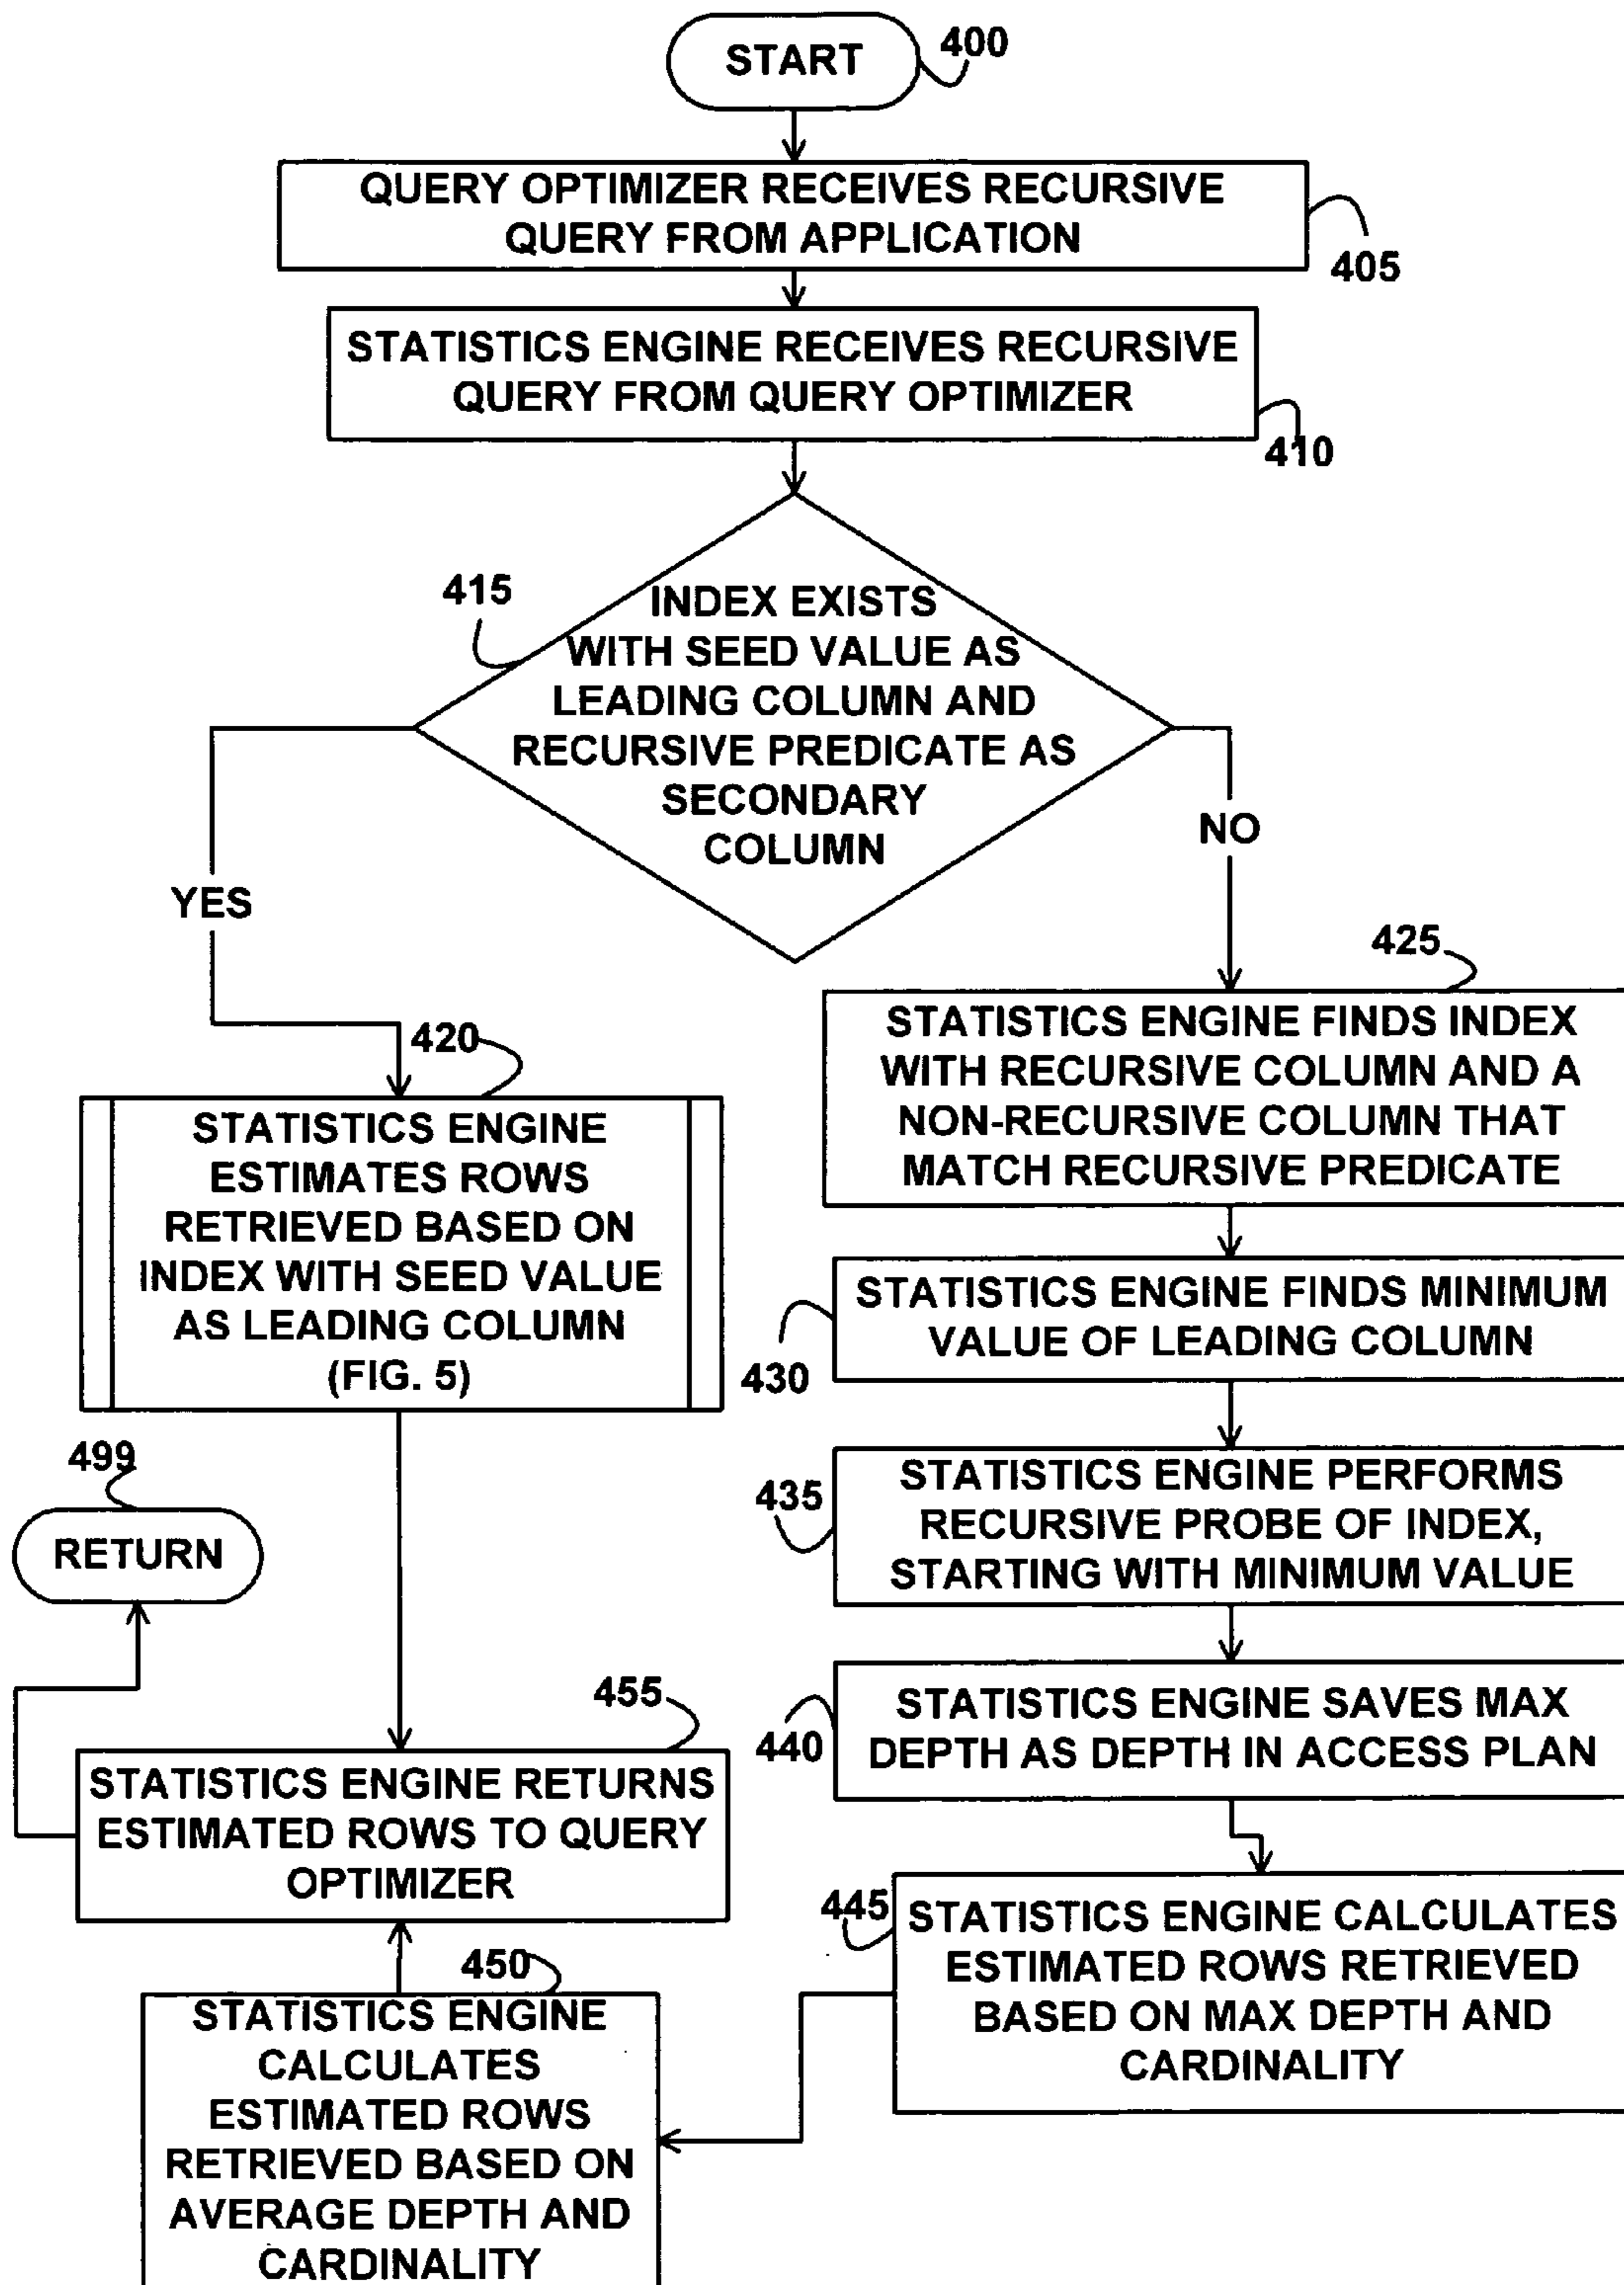 START
400
QUERY OPTIMIZER RECEIVES RECURSIVE
QUERY FROM APPLICATION
405
STATISTICS ENGINE RECEIVES RECURSIVE
QUERY FROM QUERY OPTIMIZER
410
415
INDEX EXISTS
WITH SEED VALUE AS
LEADING COLUMN AND
RECURSIVE PREDICATE AS
SECONDARY
COLUMN
YES
NO
420
STATISTICS ENGINE
ESTIMATES ROWS
RETRIEVED BASED ON
INDEX WITH SEED VALUE
AS LEADING COLUMN
(FIG. 5)
425
STATISTICS ENGINE FINDS INDEX
WITH RECURSIVE COLUMN AND A
NON-RECURSIVE COLUMN THAT
MATCH RECURSIVE PREDICATE
430
STATISTICS ENGINE FINDS MINIMUM
VALUE OF LEADING COLUMN
435
STATISTICS ENGINE PERFORMS
RECURSIVE PROBE OF INDEX,
STARTING WITH MINIMUM VALUE
440
STATISTICS ENGINE SAVES MAX
DEPTH AS DEPTH IN ACCESS PLAN
445
STATISTICS ENGINE CALCULATES
ESTIMATED ROWS RETRIEVED
BASED ON MAX DEPTH AND
CARDINALITY
450
STATISTICS ENGINE
CALCULATES
ESTIMATED ROWS
RETRIEVED BASED ON
AVERAGE DEPTH AND
CARDINALITY
455
STATISTICS ENGINE RETURNS
ESTIMATED ROWS TO QUERY
OPTIMIZER
499
RETURN